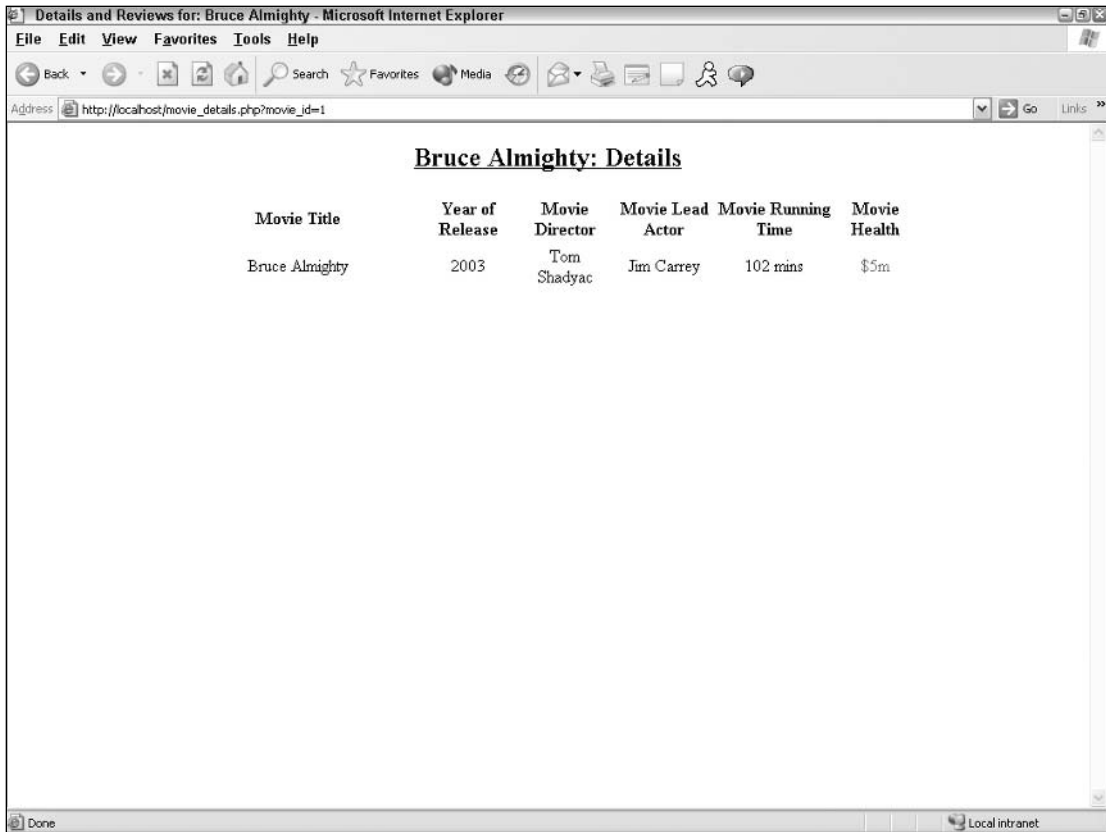 Details and Reviews for: Bruce Almighty - Microsoft Internet Explorer
File Edit View Favorites Tools Help
Back Search Favorites Media
Address http://localhost/movie_details.php?movie_id=1 Go Links »
Bruce Almighty: Details
Movie Title Year of Release Movie Director Movie Lead Actor Movie Running Time Movie Health
Bruce Almighty 2003 Tom Shadyac Jim Carrey 102 mins $5m
Done Local intranet